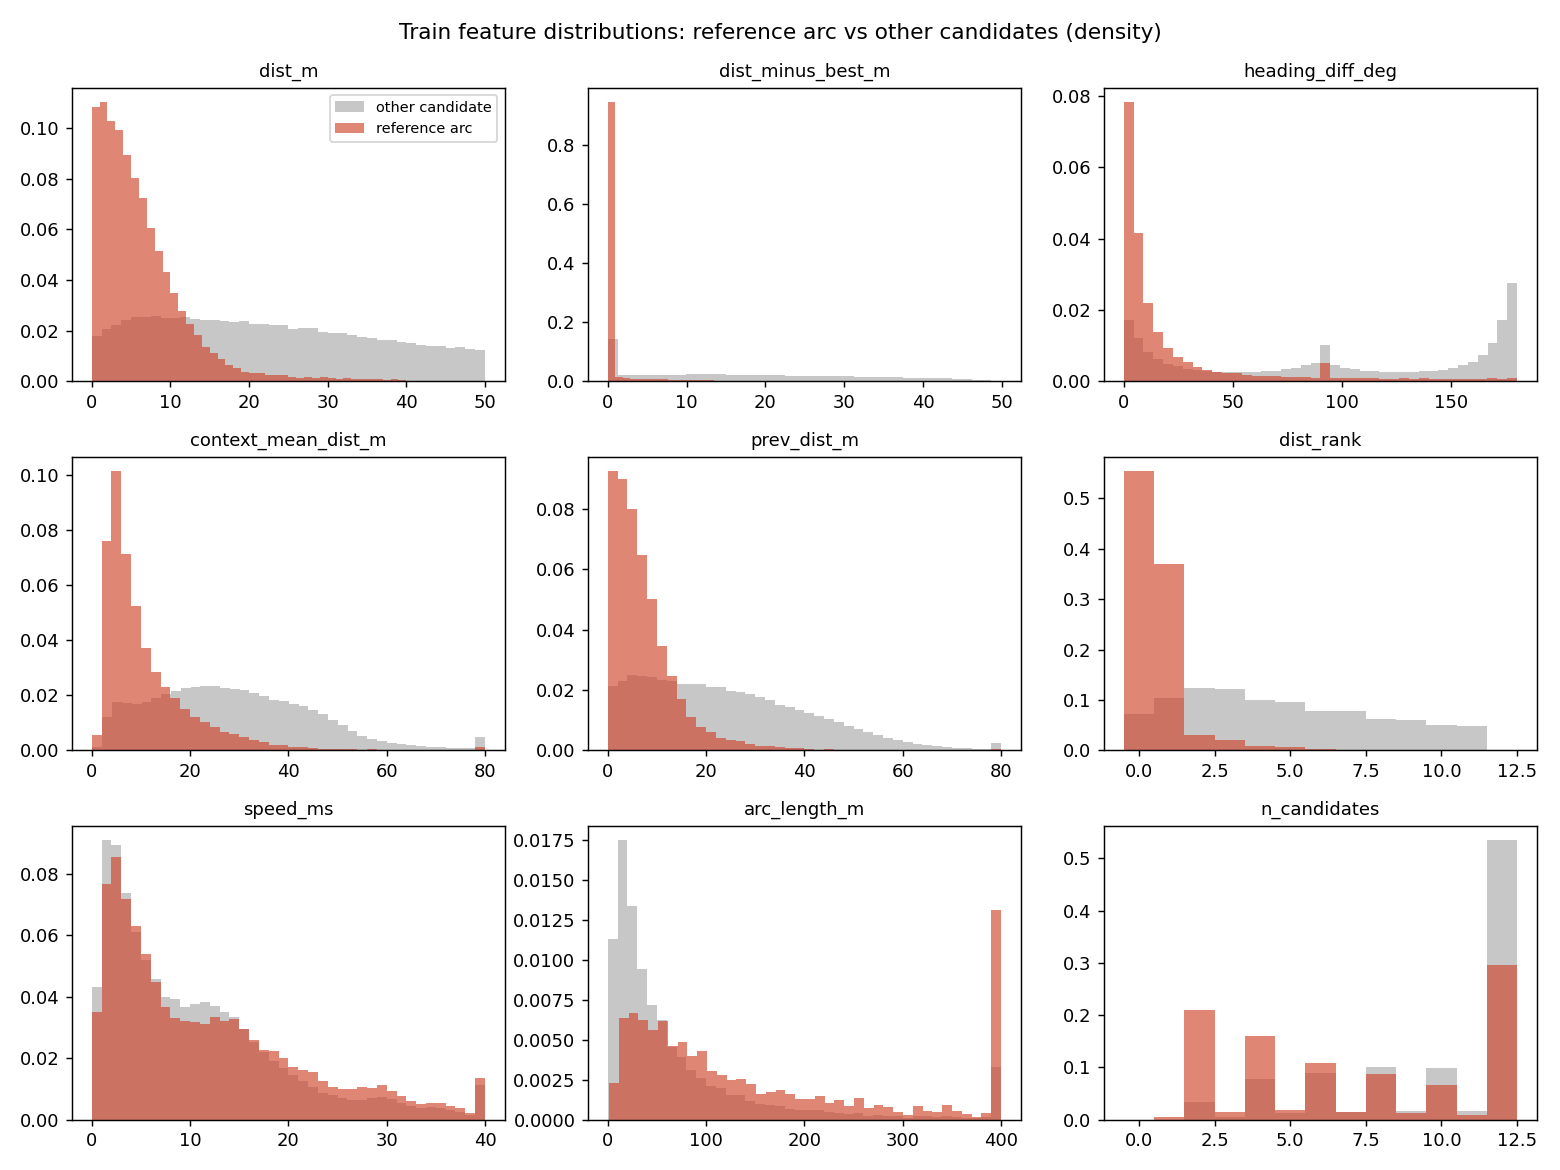 Train feature distributions: reference arc vs other candidates (density)
dist_m
dist_minus_best_m
heading_diff_deg
other candidate
reference arc
0.10
0.08
0.06
0.04
0.02
0.00
0 10 20 30 40 50
0.8
0.6
0.4
0.2
0.0
0 10 20 30 40 50
0.08
0.06
0.04
0.02
0.00
0 50 100 150
context_mean_dist_m
prev_dist_m
dist_rank
0.10
0.08
0.06
0.04
0.02
0.00
0 20 40 60 80
0.08
0.06
0.04
0.02
0.00
0 20 40 60 80
0.5
0.4
0.3
0.2
0.1
0.0
0.0 2.5 5.0 7.5 10.0 12.5
speed_ms
arc_length_m
n_candidates
0.08
0.06
0.04
0.02
0.00
0 10 20 30 40
0.0175
0.0150
0.0125
0.0100
0.0075
0.0050
0.0025
0.0000
0 100 200 300 400
0.5
0.4
0.3
0.2
0.1
0.0
0.0 2.5 5.0 7.5 10.0 12.5